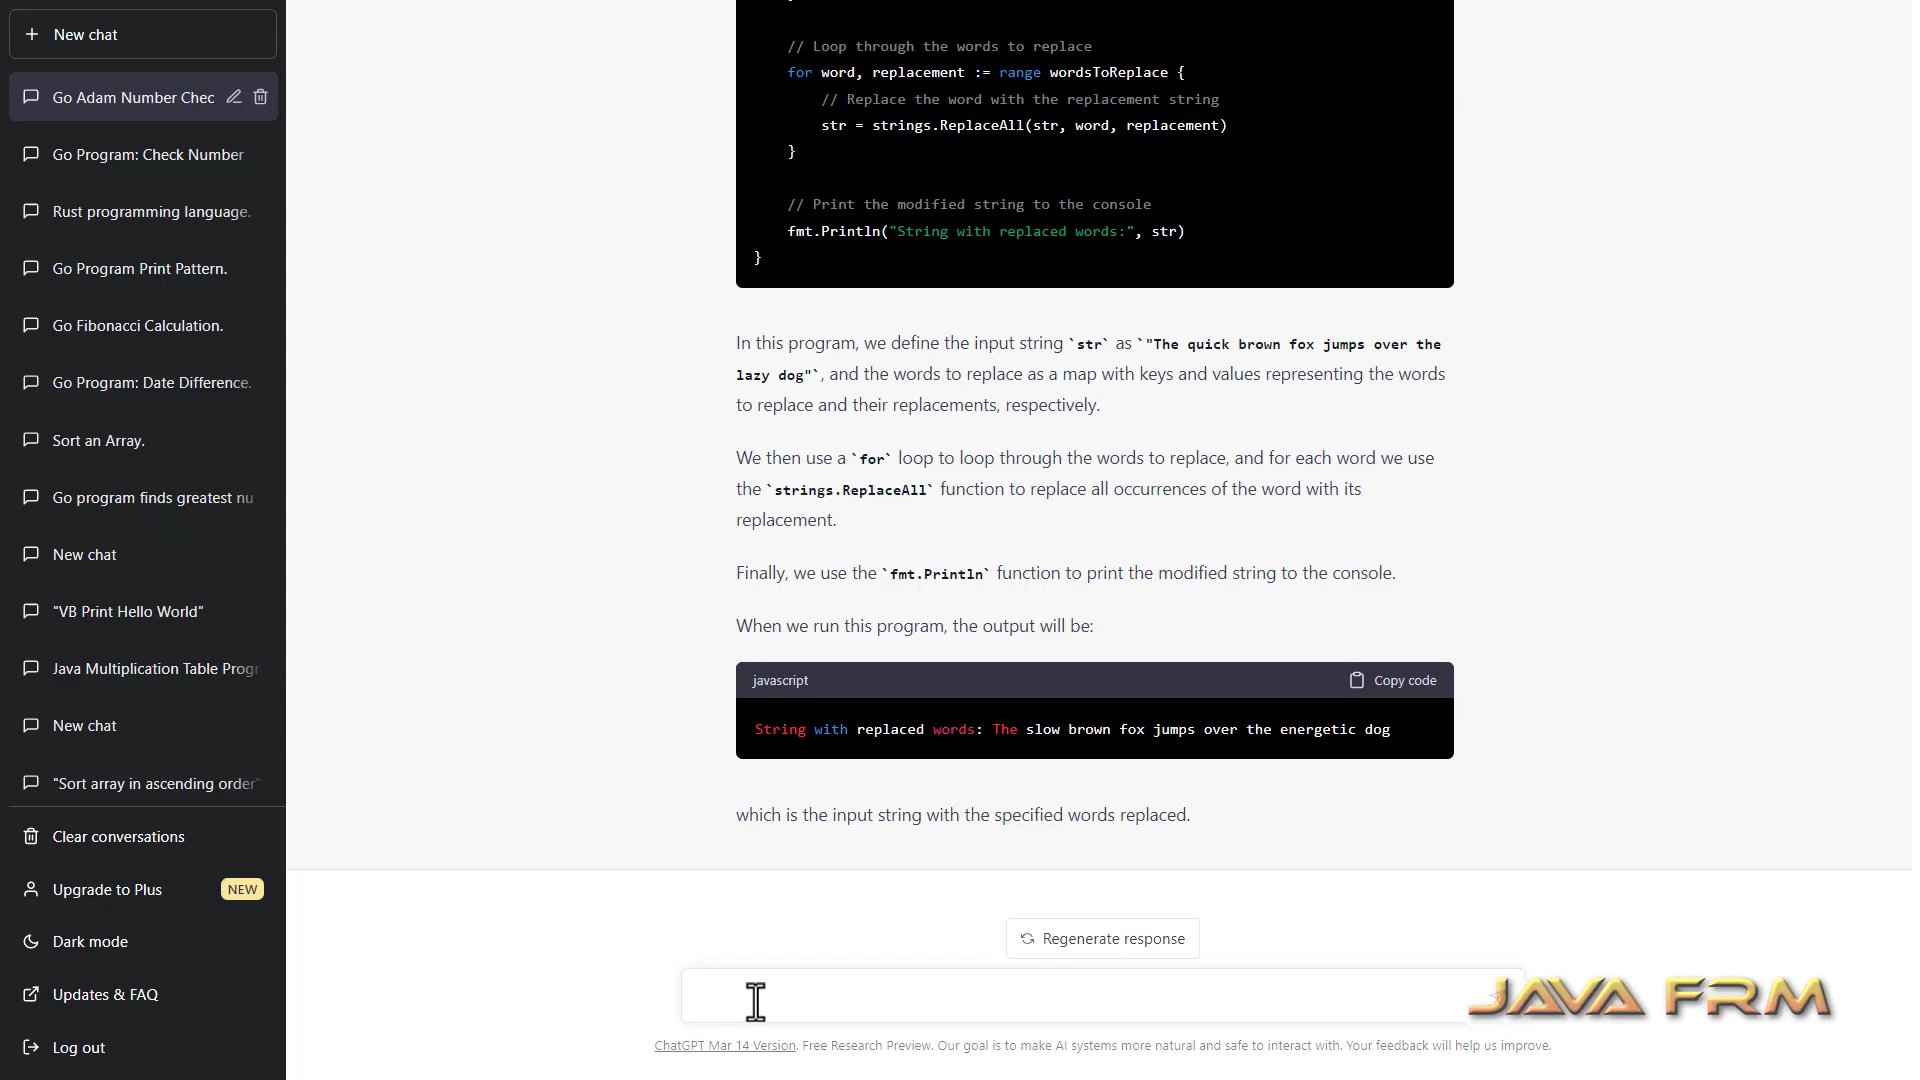 New chat
Go Adam Number Chec
Go Program: Check Number
Rust programming language.
Go Program Print Pattern.
Go Fibonacci Calculation.
Go Program: Date Difference.
Sort an Array.
Go program finds greatest nu
New chat
"VB Print Hello World"
Java Multiplication Table Progr
New chat
"Sort array in ascending order"
Clear conversations
Upgrade to Plus NEW
Dark mode
Updates & FAQ
Log out
// Loop through the words to replace
for word, replacement := range wordsToReplace {
// Replace the word with the replacement string
str = strings.ReplaceAll(str, word, replacement)
}
// Print the modified string to the console
fmt.Println("String with replaced words:", str)
}
In this program, we define the input string `str` as `"The quick brown fox jumps over the
lazy dog"`, and the words to replace as a map with keys and values representing the words
to replace and their replacements, respectively.
We then use a `for` loop to loop through the words to replace, and for each word we use
the `strings.ReplaceAll` function to replace all occurrences of the word with its
replacement.
Finally, we use the `fmt.Println` function to print the modified string to the console.
When we run this program, the output will be:
javascript Copy code
String with replaced words: The slow brown fox jumps over the energetic dog
which is the input string with the specified words replaced.
Regenerate response
JAVA FRM
ChatGPT Mar 14 Version. Free Research Preview. Our goal is to make AI systems more natural and safe to interact with. Your feedback will help us improve.